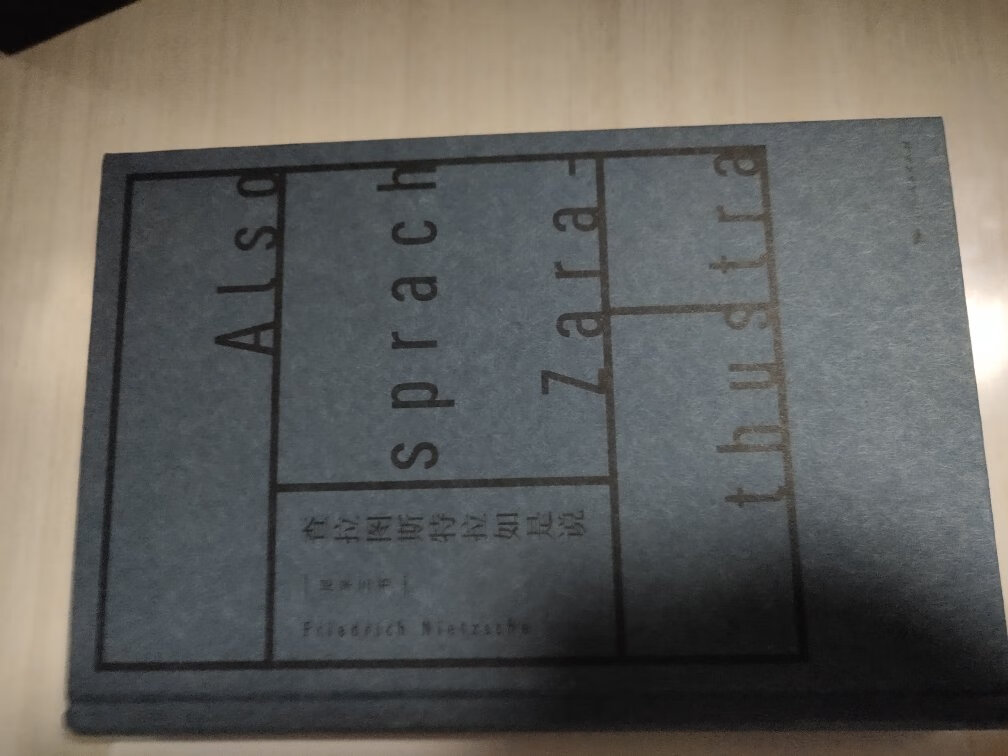 Also
sprach
Zara-
thustra
查拉图斯特拉如是说
Friedrich Nietzsche